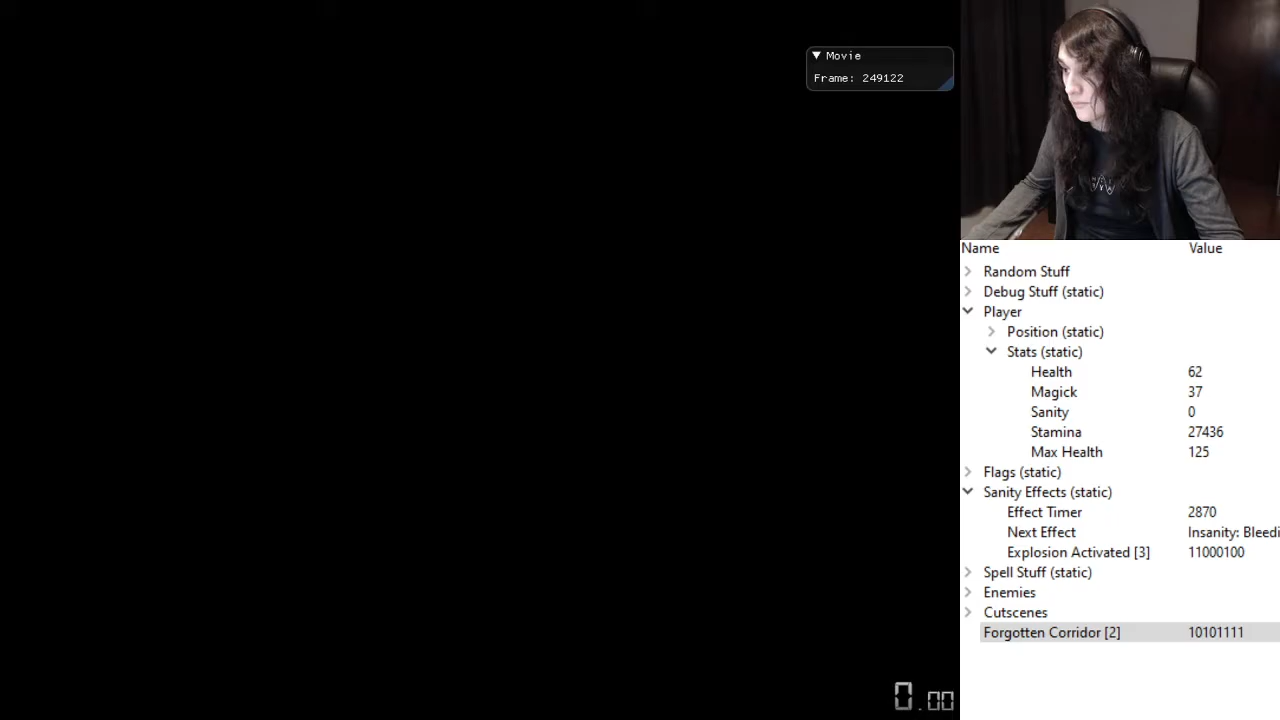 ▼ Movie
Frame: 249122
Name Value
Random Stuff
Debug Stuff (static)
Player
Position (static)
Stats (static)
Health 62
Magick 37
Sanity 0
Stamina 27436
Max Health 125
Flags (static)
Sanity Effects (static)
Effect Timer 2870
Next Effect Insanity: Bleedi
Explosion Activated [3] 11000100
Spell Stuff (static)
Enemies
Cutscenes
Forgotten Corridor [2] 10101111
0.00